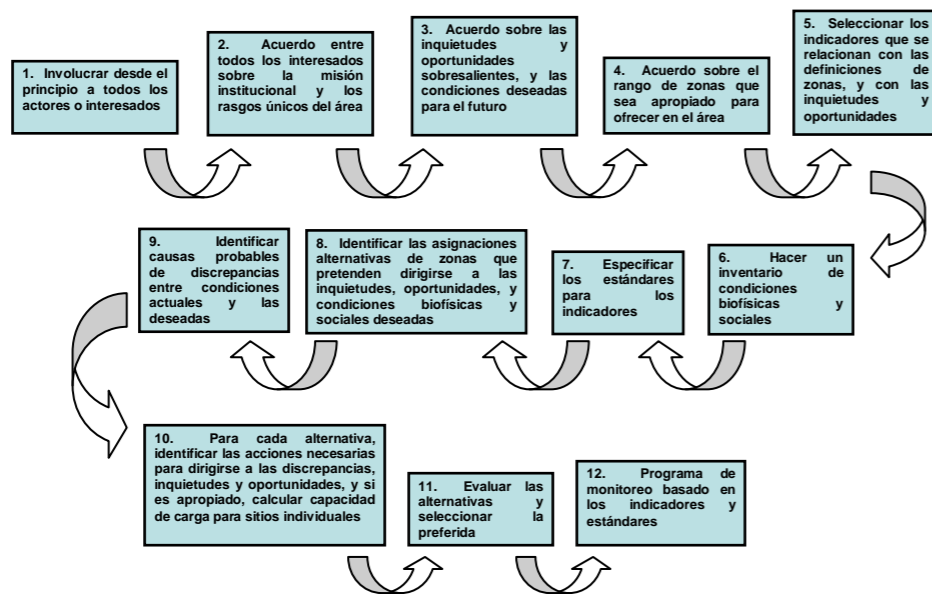 1. Involucrar desde el
principio a todos los
actores o interesados
2. Acuerdo entre
todos los interesados
sobre la misión
institucional y los
rasgos únicos del área
3. Acuerdo sobre las
inquietudes y
oportunidades
sobresalientes, y las
condiciones deseadas
para el futuro
4. Acuerdo sobre el
rango de zonas que
sea apropiado para
ofrecer en el área
5. Seleccionar los
indicadores que se
relacionan con las
definiciones de
zonas, y con las
inquietudes y
oportunidades
6. Hacer un
inventario de
condiciones
biofísicas y
sociales
7. Especificar
los estándares
para los
indicadores
8. Identificar las asignaciones
alternativas de zonas que
pretenden dirigirse a las
inquietudes, oportunidades, y
condiciones biofísicas y
sociales deseadas
9. Identificar
causas probables
de discrepancias
entre condiciones
actuales y las
deseadas
10. Para cada alternativa,
identificar las acciones necesarias
para dirigirse a las discrepancias,
inquietudes y oportunidades, y si
es apropiado, calcular capacidad
de carga para sitios individuales
11. Evaluar las
alternativas y
seleccionar la
preferida
12. Programa de
monitoreo basado en
los indicadores y
estándares